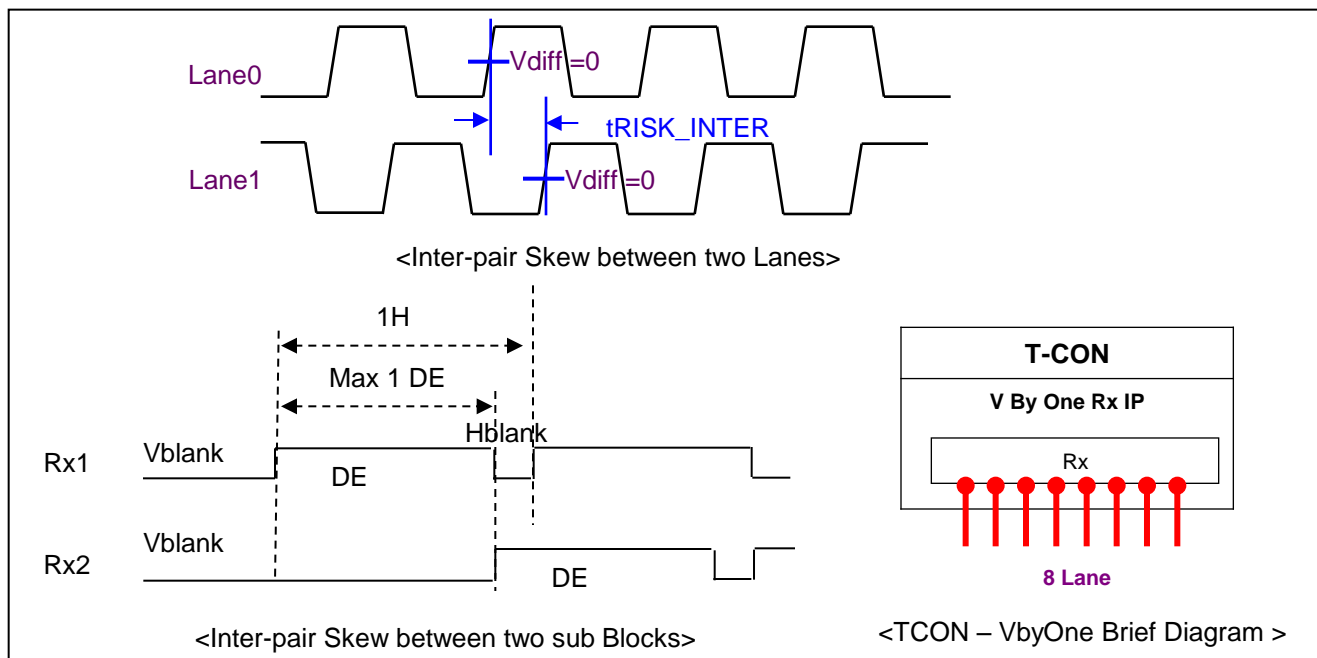 Lane0
Vdiff =0
tRISK_INTER
Lane1
Vdiff =0
<Inter-pair Skew between two Lanes>
1H
Max 1 DE
Hblank
Rx1
Vblank
DE
Rx2
Vblank
DE
<Inter-pair Skew between two sub Blocks>
T-CON
V By One Rx IP
Rx
8 Lane
<TCON – VbyOne Brief Diagram >